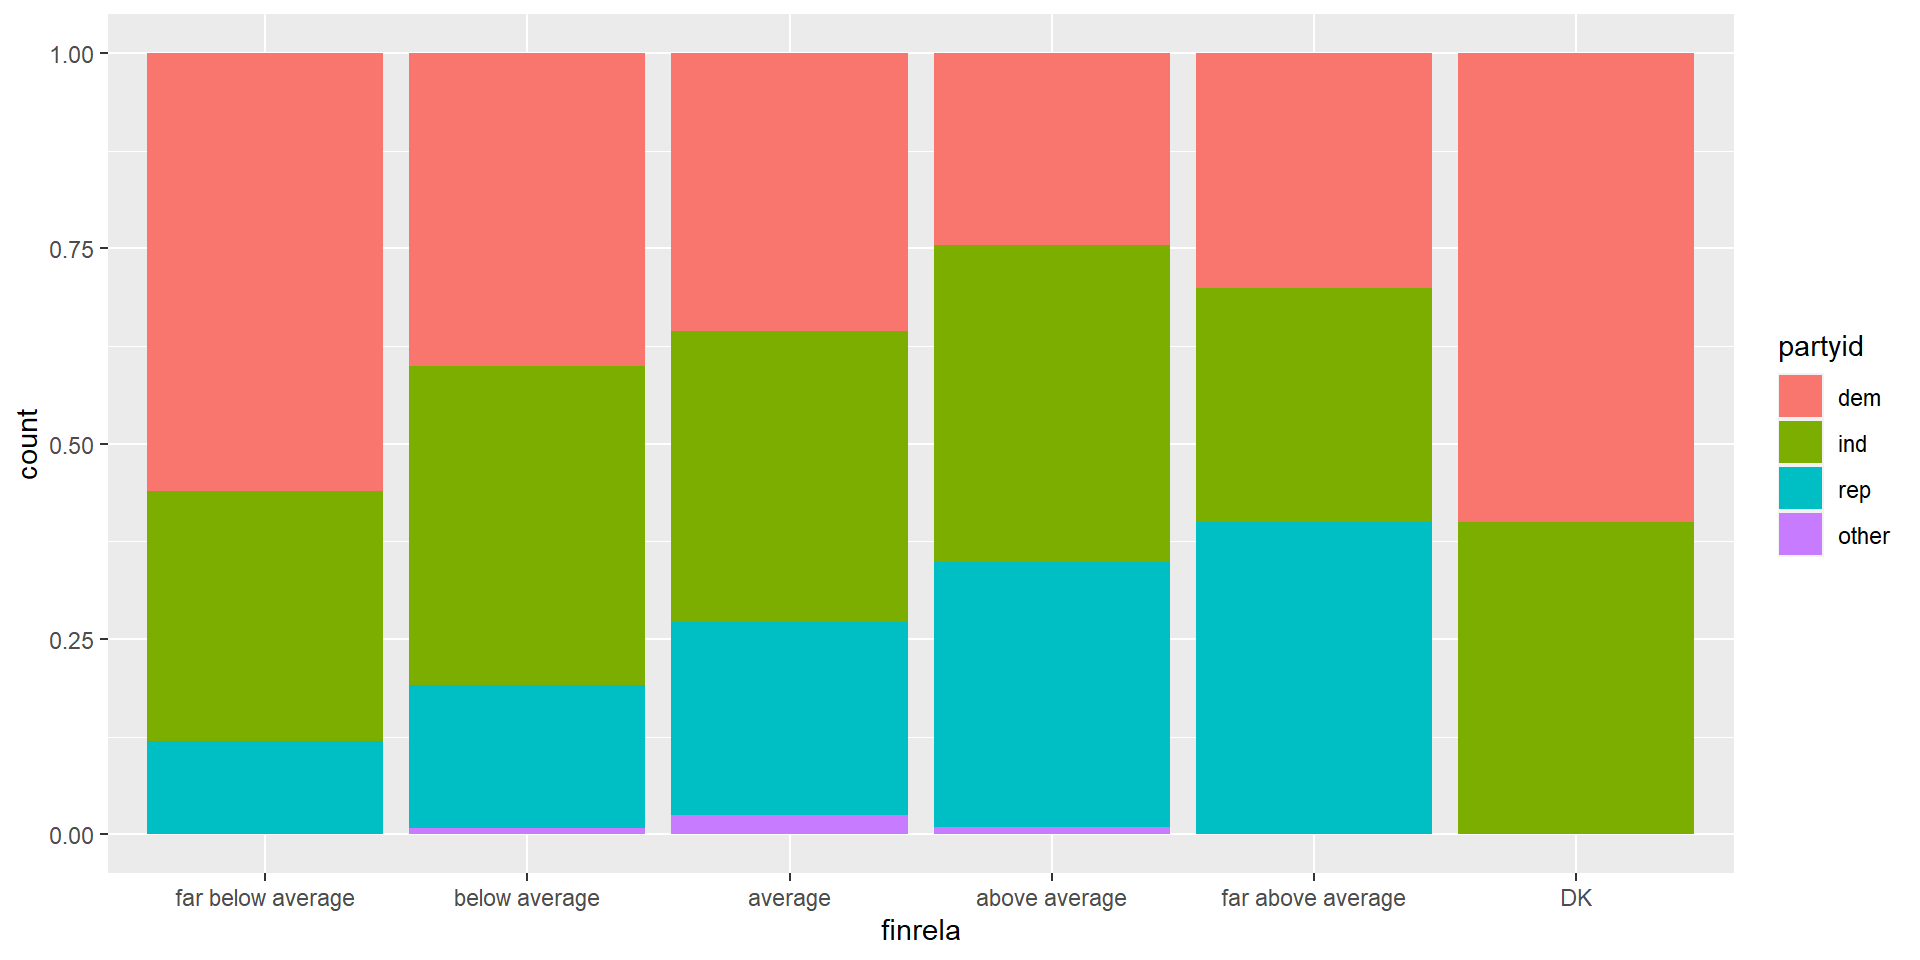 1.00
0.75
0.50
0.25
0.00
count
far below average
below average
average
above average
far above average
DK
finrela
partyid
dem
ind
rep
other